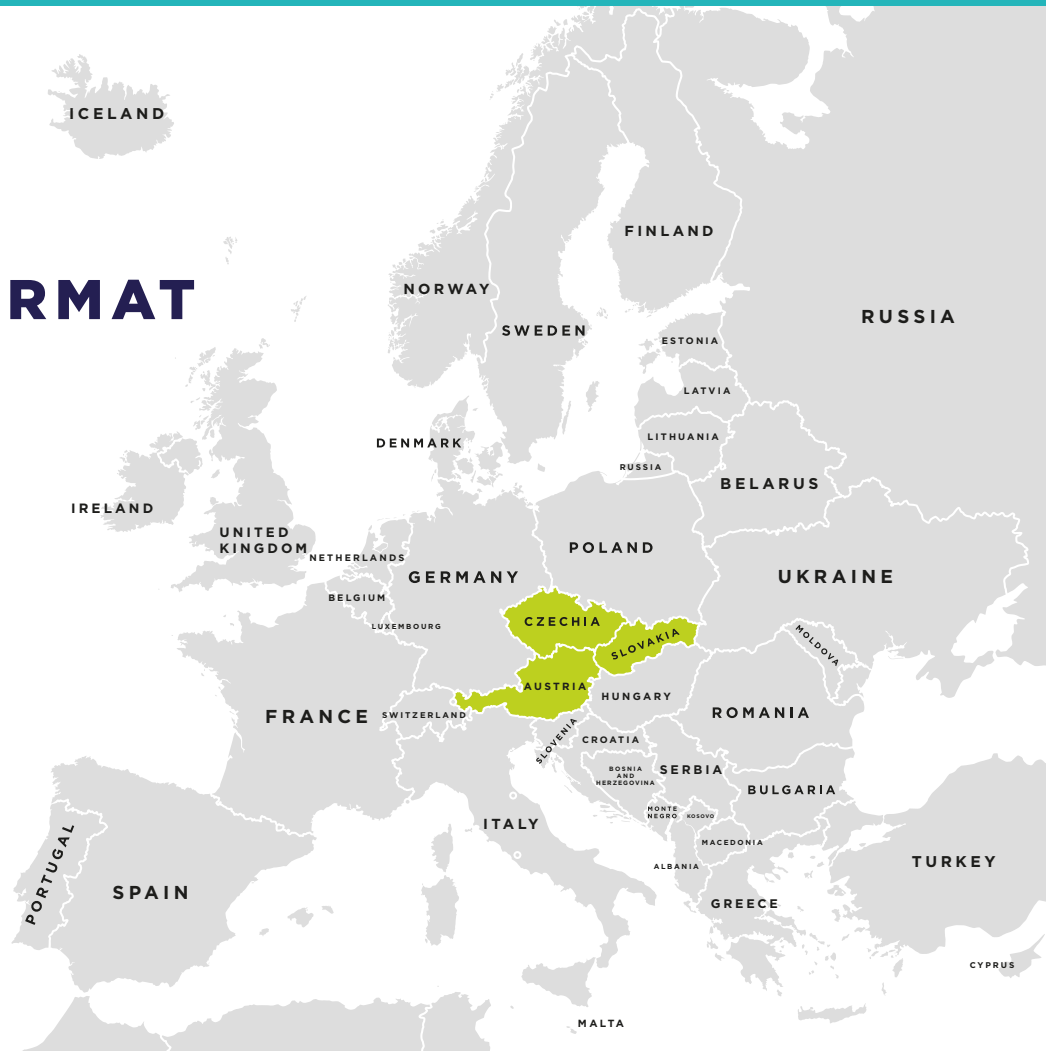 ICELAND
FINLAND
RMAT
NORWAY
RUSSIA
SWEDEN
ESTONIA
LATVIA
DENMARK
LITHUANIA
RUSSIA
BELARUS
IRELAND
UNITED
KINGDOM
NETHERLANDS
POLAND
GERMANY
UKRAINE
BELGIUM
CZECHIA
LUXEMBOURG
SLOVAKIA
MOLDOVA
AUSTRIA
HUNGARY
FRANCE
SWITZERLAND
ROMANIA
SLOVENIA
CROATIA
BOSNIA
AND
HERZEGOVINA
SERBIA
BULGARIA
MONTE
NEGRO
KOSOVO
ITALY
MACEDONIA
ALBANIA
TURKEY
PORTUGAL
SPAIN
GREECE
CYPRUS
MALTA